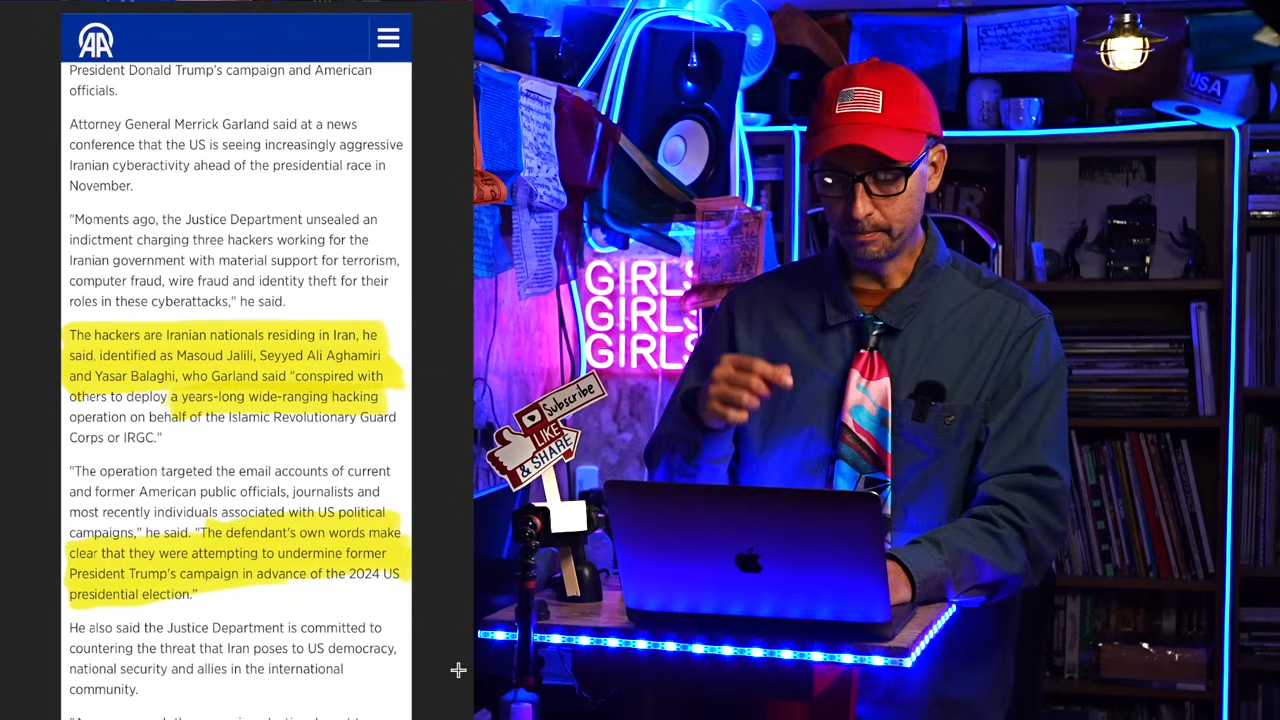 AA
President Donald Trump's campaign and American
officials.
Attorney General Merrick Garland said at a news
conference that the US is seeing increasingly aggressive
Iranian cyberactivity ahead of the presidential race in
November.
"Moments ago, the Justice Department unsealed an
indictment charging three hackers working for the
Iranian government with material support for terrorism,
computer fraud, wire fraud and identity theft for their
roles in these cyberattacks," he said.
The hackers are Iranian nationals residing in Iran, he
said, identified as Masoud Jalili, Seyyed Ali Aghamiri
and Yasar Balaghi, who Garland said "conspired with
others to deploy a years-long wide-ranging hacking
operation on behalf of the Islamic Revolutionary Guard
Corps or IRGC."
"The operation targeted the email accounts of current
and former American public officials, journalists and
most recently individuals associated with US political
campaigns," he said. "The defendant's own words make
clear that they were attempting to undermine former
President Trump's campaign in advance of the 2024 US
presidential election."
He also said the Justice Department is committed to
countering the threat that Iran poses to US democracy,
national security and allies in the international
community.
USA
GIRLS
GIRLS
GIRLS
Subscribe
LIKE
& SHARE